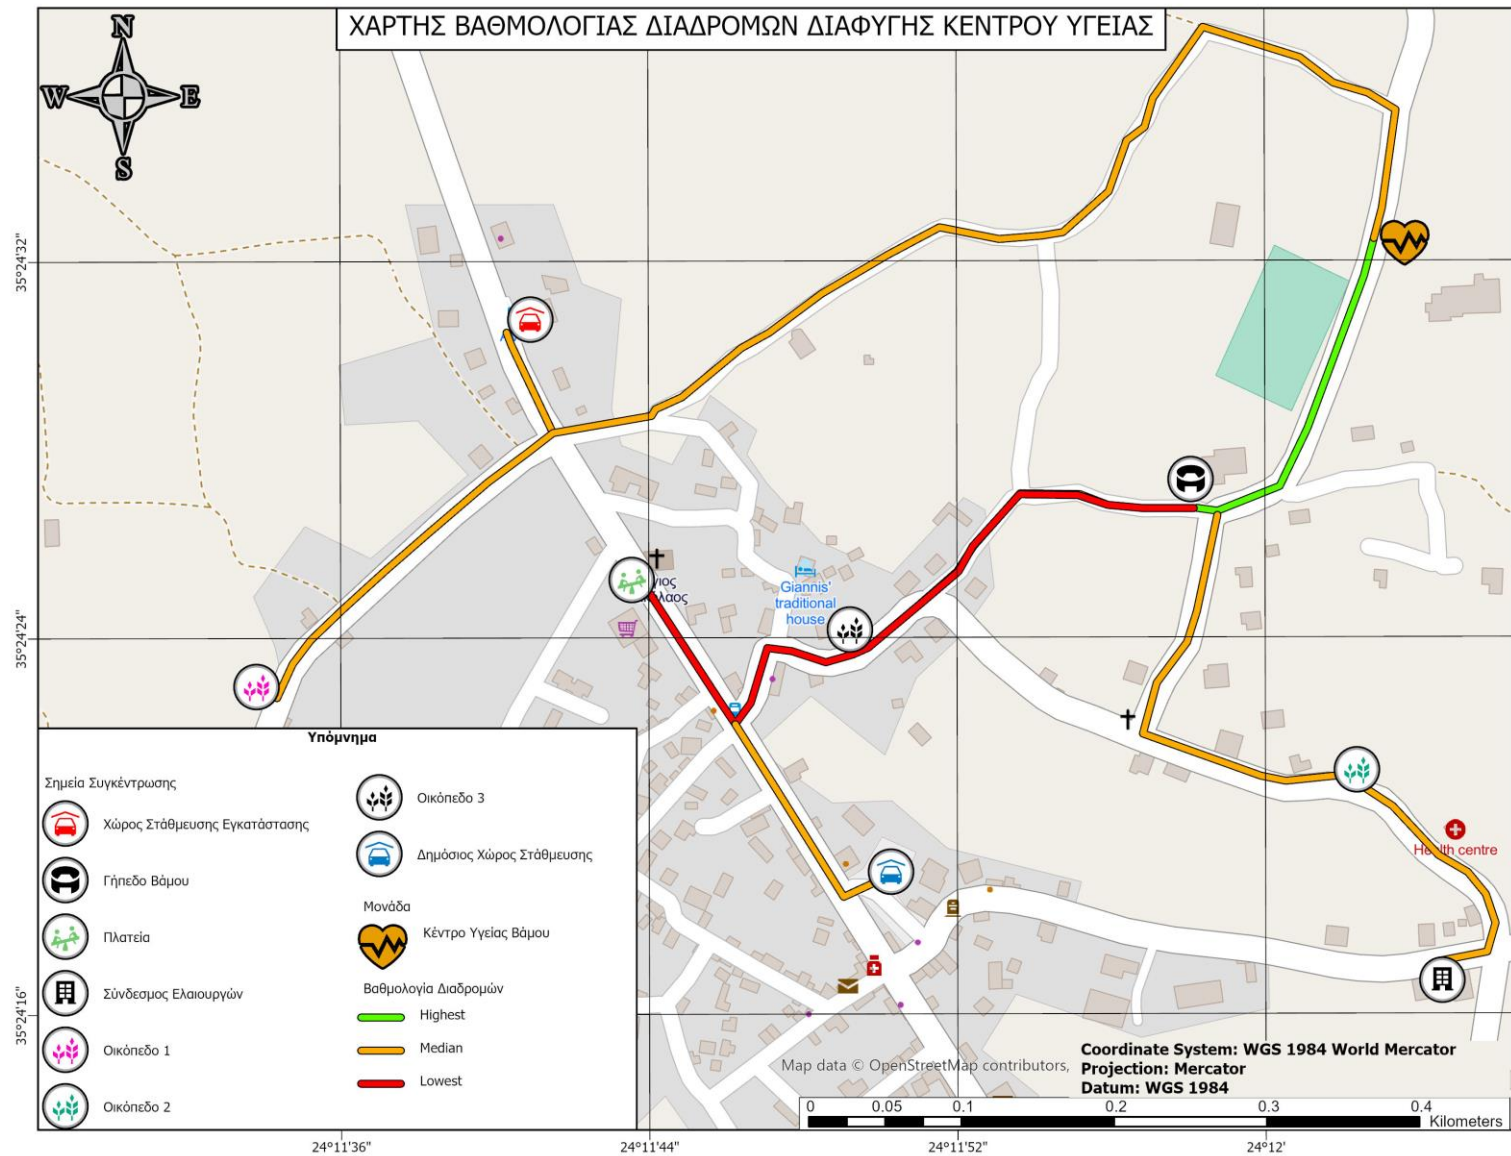 ΧΑΡΤΗΣ ΒΑΘΜΟΛΟΓΙΑΣ ΔΙΑΔΡΟΜΩΝ ΔΙΑΦΥΓΗΣ ΚΕΝΤΡΟΥ ΥΓΕΙΑΣ
N
W E
S
35°24'32"
35°24'24"
35°24'16"
Giannis'
traditional
house
Health centre
Υπόμνημα
Σημεία Συγκέντρωσης
Χώρος Στάθμευσης Εγκατάστασης
Γήπεδο Βάμου
Πλατεία
Σύνδεσμος Ελαιουργών
Οικόπεδο 1
Οικόπεδο 2
Οικόπεδο 3
Δημόσιος Χώρος Στάθμευσης
Μονάδα
Κέντρο Υγείας Βάμου
Βαθμολογία Διαδρομών
Highest
Median
Lowest
Map data © OpenStreetMap contributors,
Coordinate System: WGS 1984 World Mercator
Projection: Mercator
Datum: WGS 1984
0 0.05 0.1 0.2 0.3 0.4
Kilometers
24°11'36" 24°11'44" 24°11'52" 24°12'